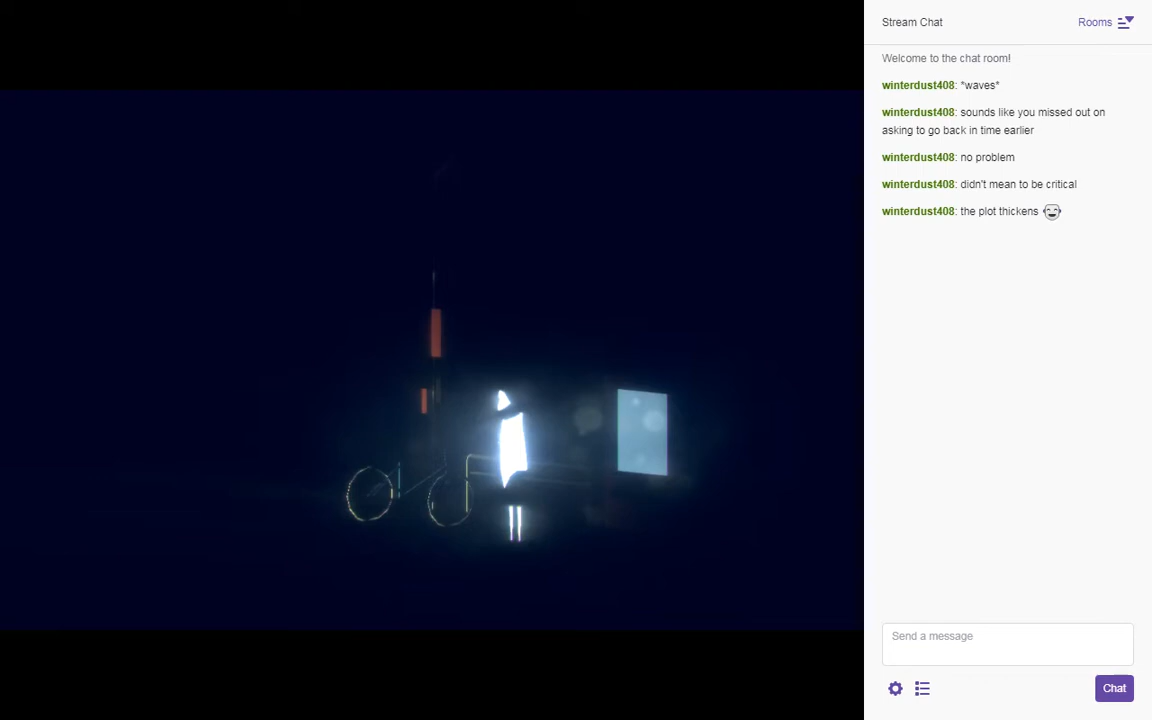 Stream Chat
Rooms
Welcome to the chat room!
winterdust408: *waves*
winterdust408: sounds like you missed out on
asking to go back in time earlier
winterdust408: no problem
winterdust408: didn't mean to be critical
winterdust408: the plot thickens
Send a message
Chat